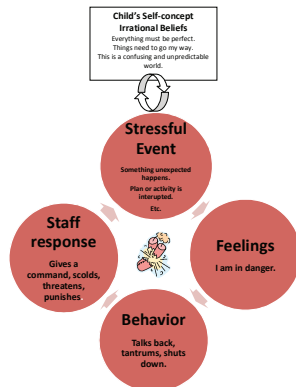 Child's Self-concept
Irrational Beliefs
Everything must be perfect.
Things need to go my way.
This is a confusing and unpredictable
world.
Stressful
Event
Something unexpected
happens.
Plan or activity is
interupted.
Etc.
Staff
response
Gives a
command, scolds,
threatens,
punishes.
Feelings
I am in danger.
Behavior
Talks back,
tantrums, shuts
down.